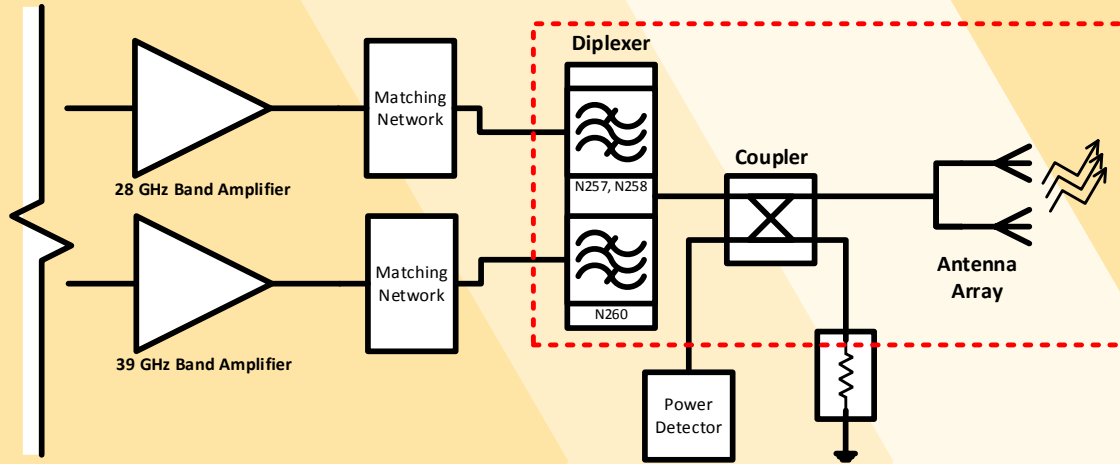 Diplexer
Matching
Network
28 GHz Band Amplifier
N257, N258
Coupler
Matching
Network
39 GHz Band Amplifier
N260
Antenna
Array
Power
Detector